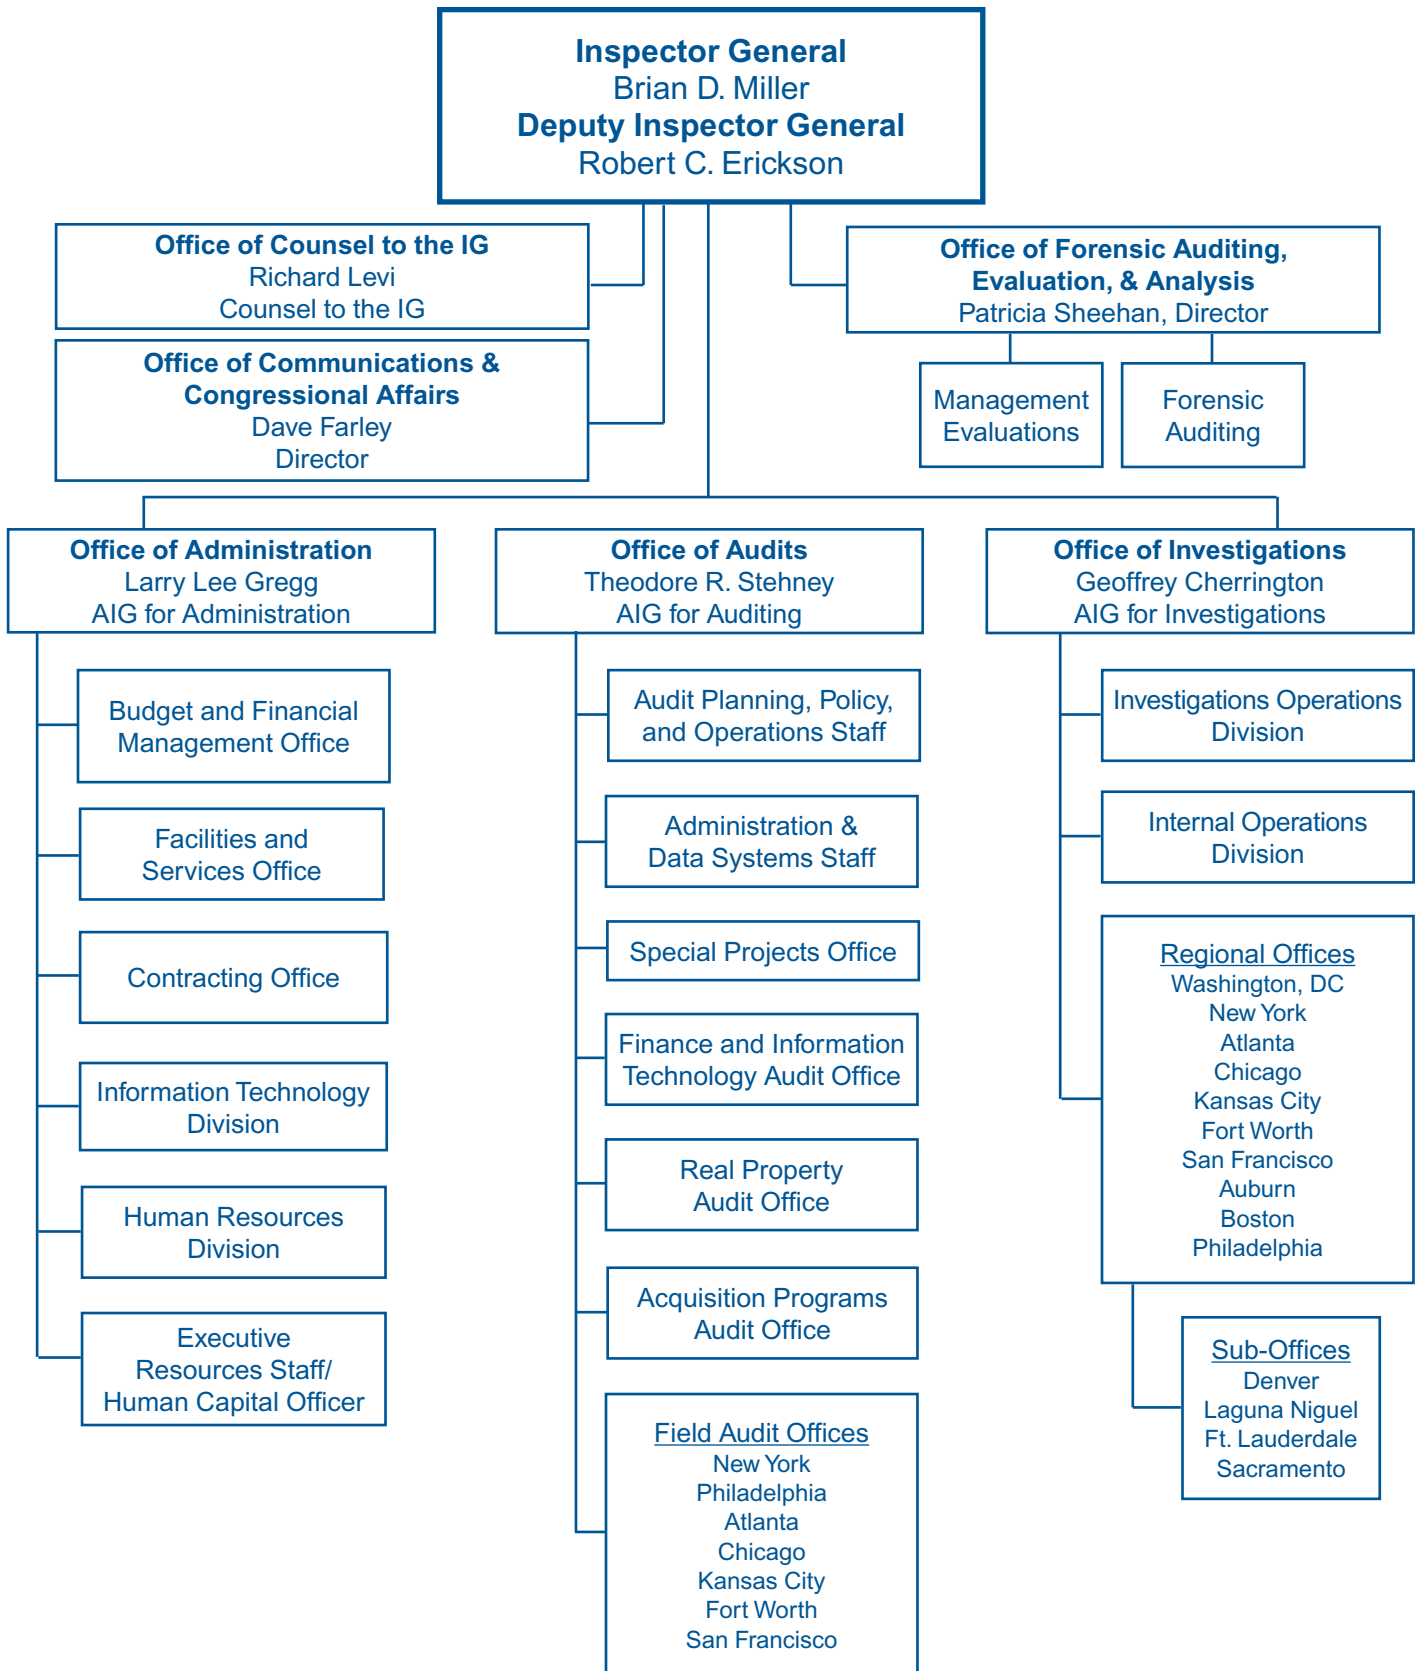 Inspector General
Brian D. Miller
Deputy Inspector General
Robert C. Erickson
Office of Counsel to the IG
Richard Levi
Counsel to the IG
Office of Communications &
Congressional Affairs
Dave Farley
Director
Office of Forensic Auditing,
Evaluation, & Analysis
Patricia Sheehan, Director
Management
Evaluations
Forensic
Auditing
Office of Administration
Larry Lee Gregg
AIG for Administration
Budget and Financial
Management Office
Facilities and
Services Office
Contracting Office
Information Technology
Division
Human Resources
Division
Executive
Resources Staff/
Human Capital Officer
Office of Audits
Theodore R. Stehney
AIG for Auditing
Audit Planning, Policy,
and Operations Staff
Administration &
Data Systems Staff
Special Projects Office
Finance and Information
Technology Audit Office
Real Property
Audit Office
Acquisition Programs
Audit Office
Field Audit Offices
New York
Philadelphia
Atlanta
Chicago
Kansas City
Fort Worth
San Francisco
Office of Investigations
Geoffrey Cherrington
AIG for Investigations
Investigations Operations
Division
Internal Operations
Division
Regional Offices
Washington, DC
New York
Atlanta
Chicago
Kansas City
Fort Worth
San Francisco
Auburn
Boston
Philadelphia
Sub-Offices
Denver
Laguna Niguel
Ft. Lauderdale
Sacramento